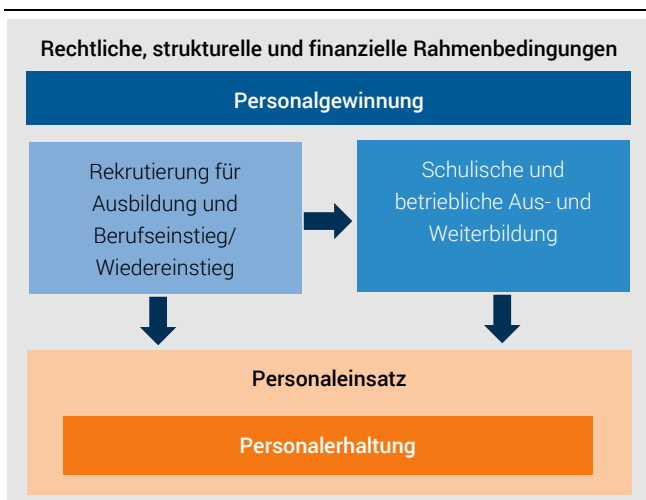 Rechtliche, strukturelle und finanzielle Rahmenbedingungen
Personalgewinnung
Rekrutierung für
Ausbildung und
Berufseinstieg/
Wiedereinstieg
Schulische und
betriebliche Aus- und
Weiterbildung
Personaleinsatz
Personalerhaltung